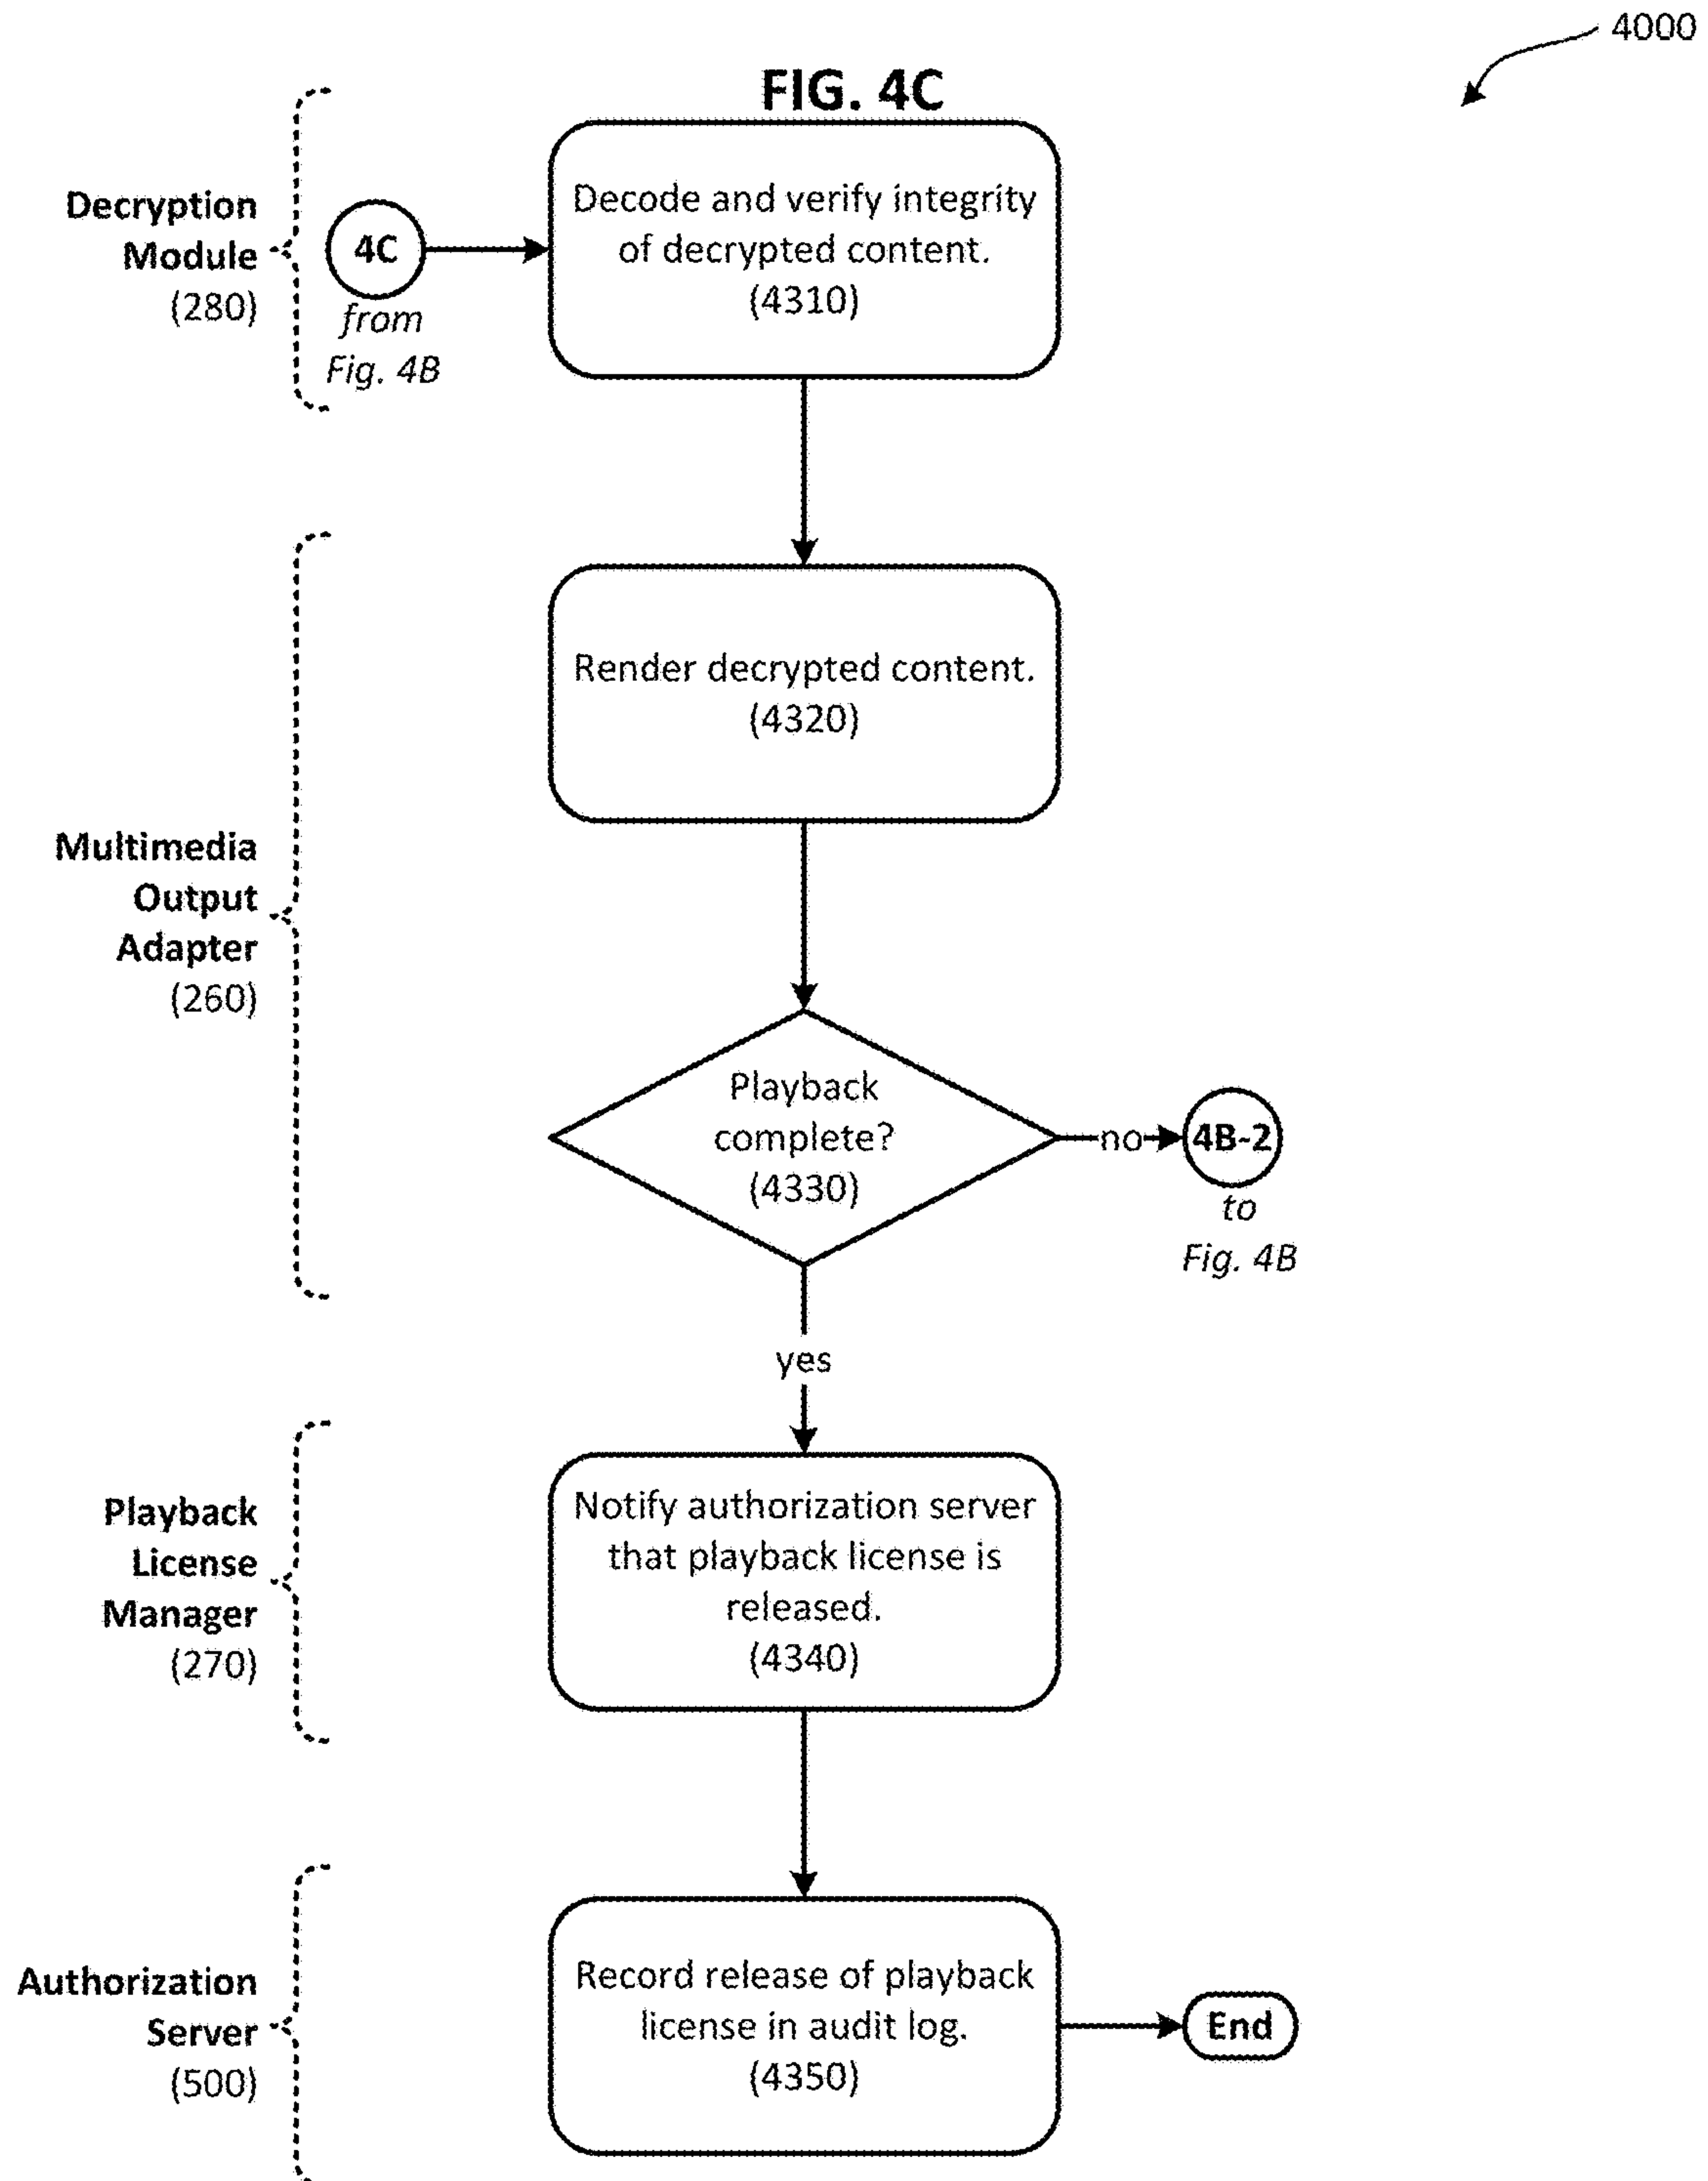 4000
FIG. 4C
Decryption
Module
(280)
4C
from
Fig. 4B
Decode and verify integrity
of decrypted content.
(4310)
Multimedia
Output
Adapter
(260)
Render decrypted content.
(4320)
Playback
complete?
(4330)
no
4B-2
to
Fig. 4B
yes
Playback
License
Manager
(270)
Notify authorization server
that playback license is
released.
(4340)
Authorization
Server
(500)
Record release of playback
license in audit log.
(4350)
End